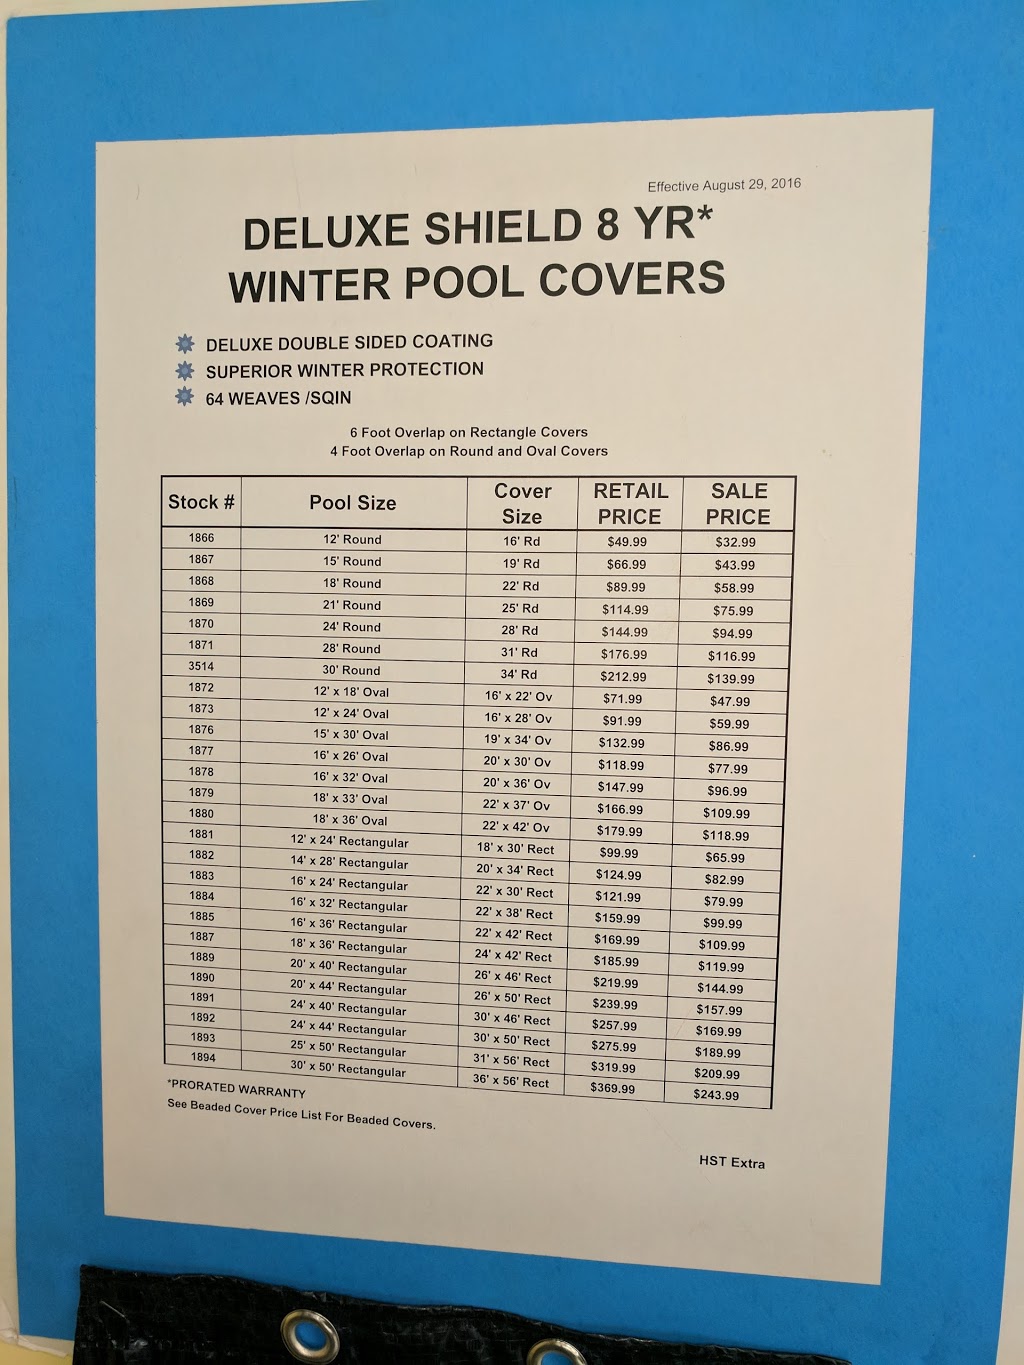 Effective August 29, 2016
DELUXE SHIELD 8 YR*
WINTER POOL COVERS
DELUXE DOUBLE SIDED COATING
SUPERIOR WINTER PROTECTION
64 WEAVES /SQIN
6 Foot Overlap on Rectangle Covers
4 Foot Overlap on Round and Oval Covers
Stock # Pool Size Cover Size RETAIL PRICE SALE PRICE
1866 12' Round 16' Rd $49.99 $32.99
1867 15' Round 19' Rd $66.99 $43.99
1868 18' Round 22' Rd $89.99 $58.99
1869 21' Round 25' Rd $114.99 $75.99
1870 24' Round 28' Rd $144.99 $94.99
1871 28' Round 31' Rd $176.99 $116.99
3514 30' Round 34' Rd $212.99 $139.99
1872 12' x 18' Oval 16' x 22' Ov $71.99 $47.99
1873 12' x 24' Oval 16' x 28' Ov $91.99 $59.99
1876 15' x 30' Oval 19' x 34' Ov $132.99 $86.99
1877 16' x 26' Oval 20' x 30' Ov $118.99 $77.99
1878 16' x 32' Oval 20' x 36' Ov $147.99 $96.99
1879 18' x 33' Oval 22' x 37' Ov $166.99 $109.99
1880 18' x 36' Oval 22' x 42' Ov $179.99 $118.99
1881 12' x 24' Rectangular 18' x 30' Rect $99.99 $65.99
1882 14' x 28' Rectangular 20' x 34' Rect $124.99 $82.99
1883 16' x 24' Rectangular 22' x 30' Rect $121.99 $79.99
1884 16' x 32' Rectangular 22' x 38' Rect $159.99 $99.99
1885 16' x 36' Rectangular 22' x 42' Rect $169.99 $109.99
1887 18' x 36' Rectangular 24' x 42' Rect $185.99 $119.99
1889 20' x 40' Rectangular 26' x 46' Rect $219.99 $144.99
1890 20' x 44' Rectangular 26' x 50' Rect $239.99 $157.99
1891 24' x 40' Rectangular 30' x 46' Rect $257.99 $169.99
1892 24' x 44' Rectangular 30' x 50' Rect $275.99 $189.99
1893 25' x 50' Rectangular 31' x 56' Rect $319.99 $209.99
1894 30' x 50' Rectangular 36' x 56' Rect $369.99 $243.99
*PRORATED WARRANTY
See Beaded Cover Price List For Beaded Covers.
HST Extra